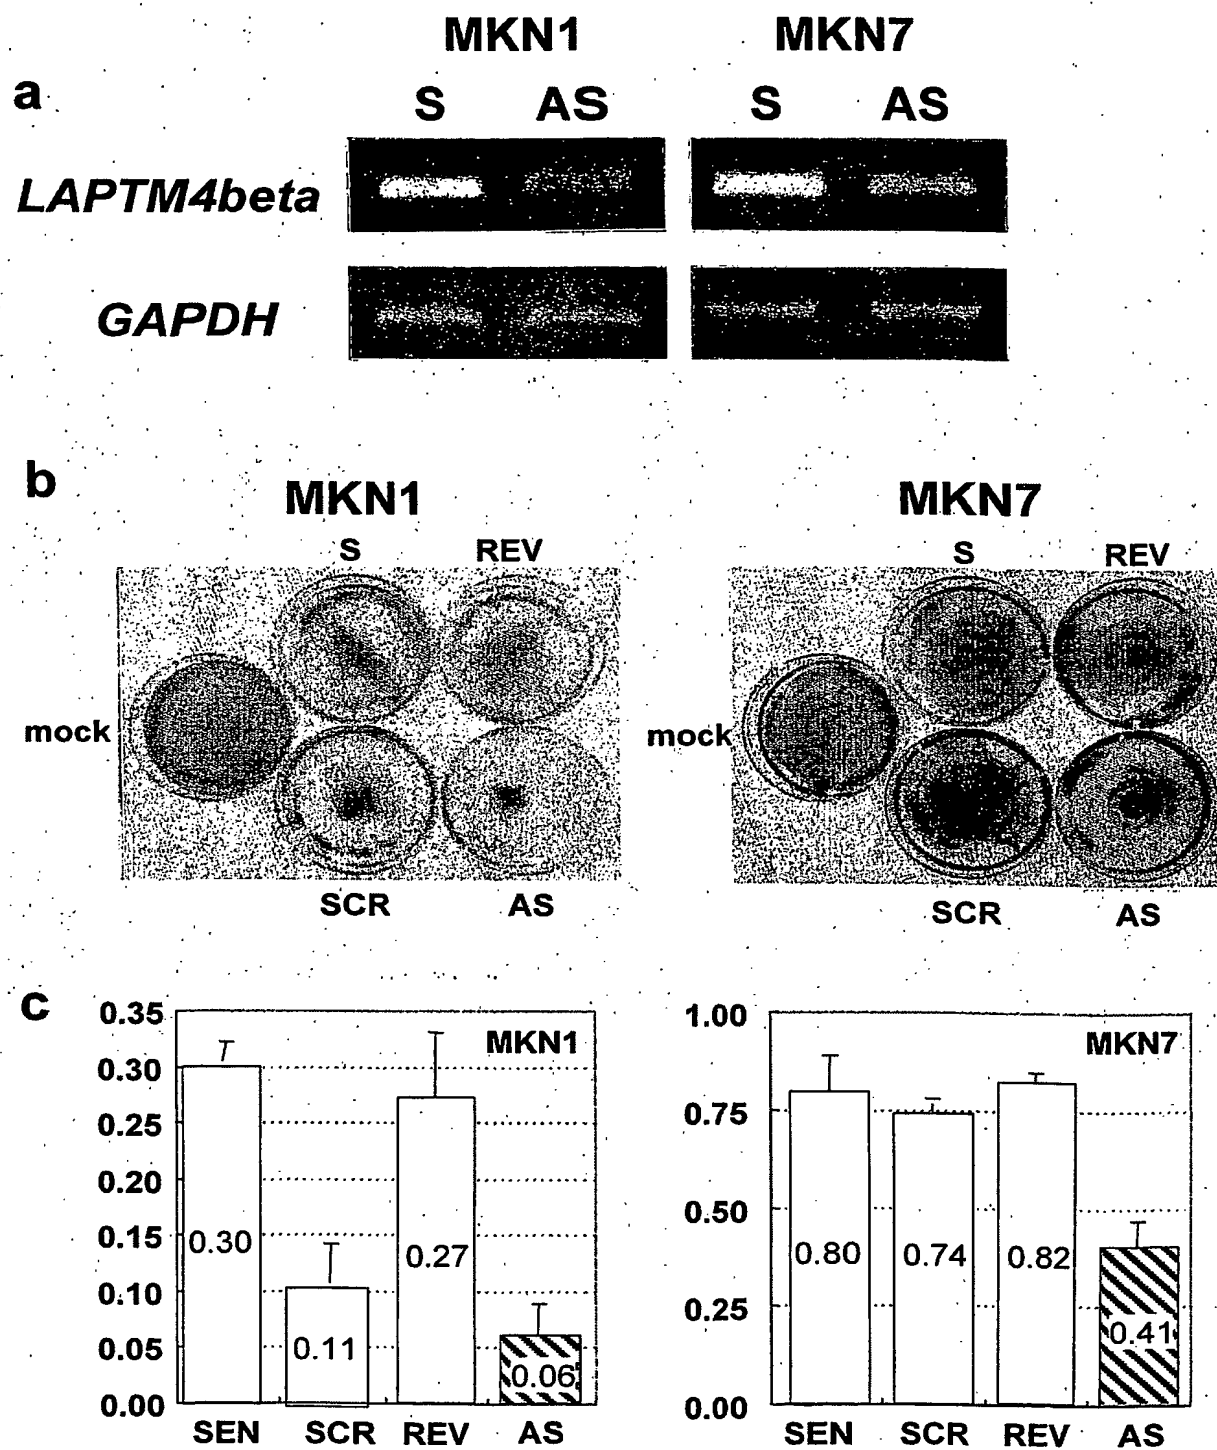 MKN1 MKN7
a
S AS S AS
LAPTM4beta
GAPDH
b
MKN1 MKN7
S REV S REV
mock mock
SCR AS SCR AS
c
0.35 MKN1
0.30
0.25
0.20
0.15
0.10
0.05
0.00
0.30 0.11 0.27 0.06
SEN SCR REV AS
1.00 MKN7
0.75
0.50
0.25
0.00
0.80 0.74 0.82 0.41
SEN SCR REV AS